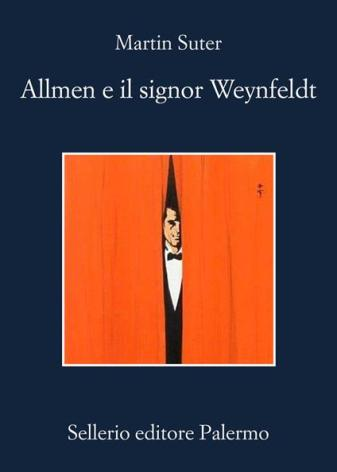 Martin Suter
Allmen e il signor Weynfeldt
Sellerio editore Palermo